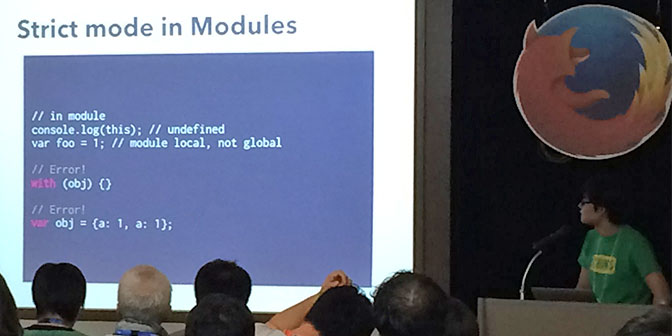 Strict mode in Modules
// in module
console.log(this); // undefined
var foo = 1; // module local, not global
// Error!
with (obj) {}
// Error!
var obj = {a: 1, a: 1};